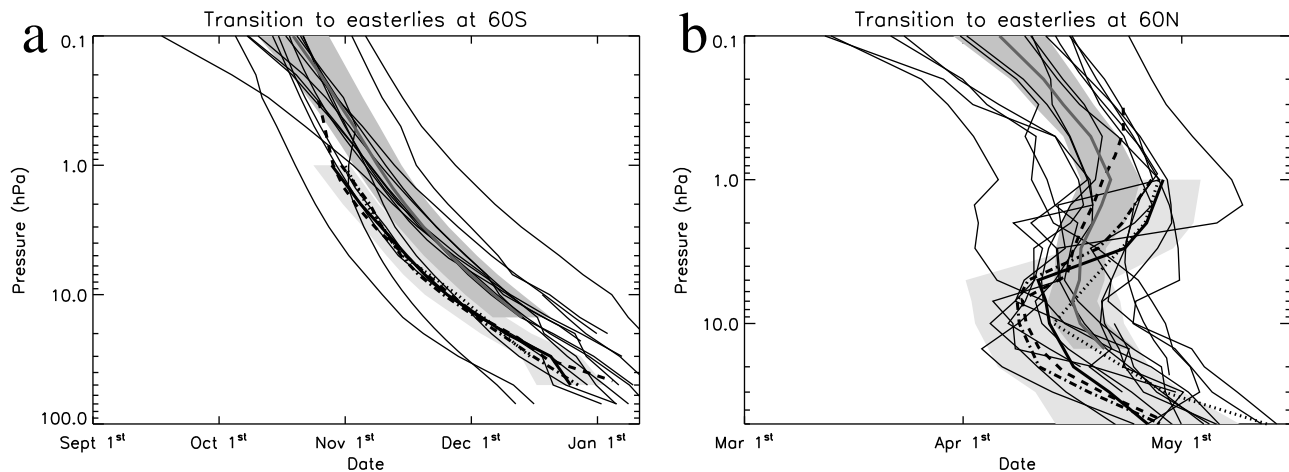 a
Transition to easterlies at 60S
0.1
1.0
10.0
100.0
Pressure (hPa)
Sept 1st
Oct 1st
Nov 1st
Dec 1st
Jan 1st
Date
b
Transition to easterlies at 60N
0.1
1.0
10.0
Pressure (hPa)
Mar 1st
Apr 1st
May 1st
Date